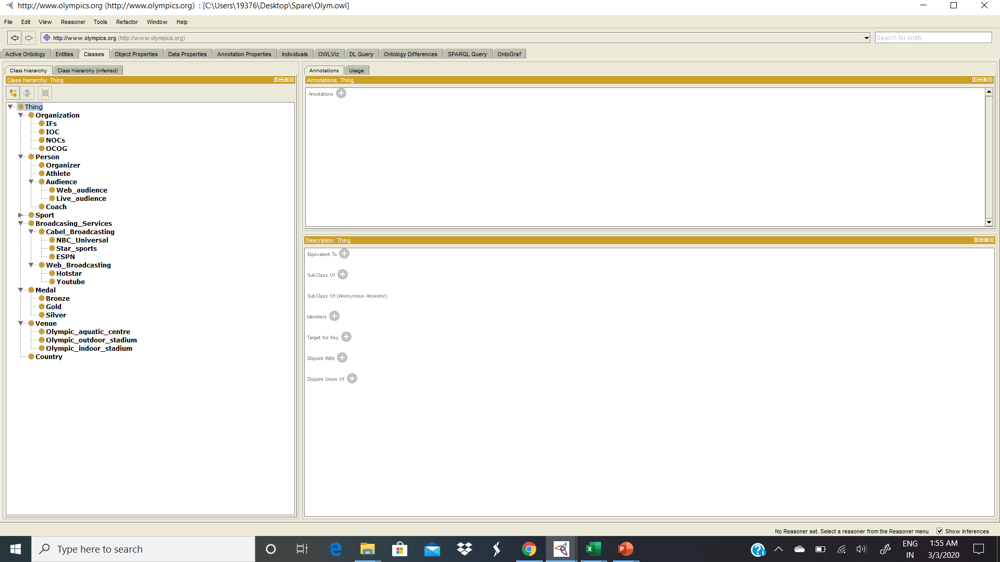 http://www.olympics.org (http://www.olympics.org) : [C:\Users\19376\Desktop\Spare\Olym.owl]
File Edit View Reasoner Tools Refactor Window Help
http://www.olympics.org (http://www.olympics.org)
Search for entity
Active Ontology Entities Classes Object Properties Data Properties Annotation Properties Individuals OWLViz DL Query Ontology Differences SPARQL Query OntoGraf
Class hierarchy Class hierarchy (inferred)
Class hierarchy: Thing
Thing
Organization
IFs
IOC
NOCs
OCOG
Person
Organizer
Athlete
Audience
Web_audience
Live_audience
Coach
Sport
Broadcasing_Services
Cabel_Broadcasting
NBC_Universal
Star_sports
ESPN
Web_Broadcasting
Hotstar
Youtube
Medal
Bronze
Gold
Silver
Venue
Olympic_aquatic_centre
Olympic_outdoor_stadium
Olympic_indoor_stadium
Country
Annotations Usage
Annotations: Thing
Annotations
Description: Thing
Equivalent To
SubClass Of
SubClass Of (Anonymous Ancestor)
Members
Target for Key
Disjoint With
Disjoint Union Of
No Reasoner set. Select a reasoner from the Reasoner menu Show Inferences
Type here to search
ENG
IN
1:55 AM
3/3/2020